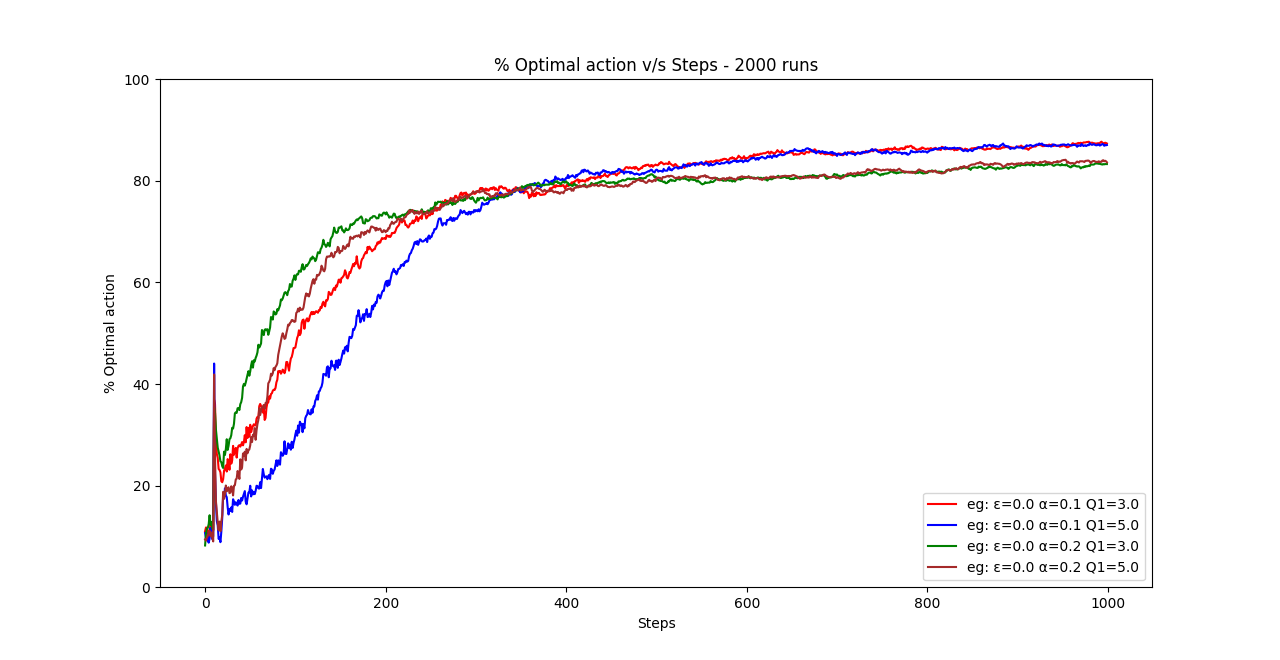 % Optimal action v/s Steps - 2000 runs
100
80
60
40
20
0
% Optimal action
0 200 400 600 800 1000
Steps
eg: ε=0.0 α=0.1 Q1=3.0
eg: ε=0.0 α=0.1 Q1=5.0
eg: ε=0.0 α=0.2 Q1=3.0
eg: ε=0.0 α=0.2 Q1=5.0